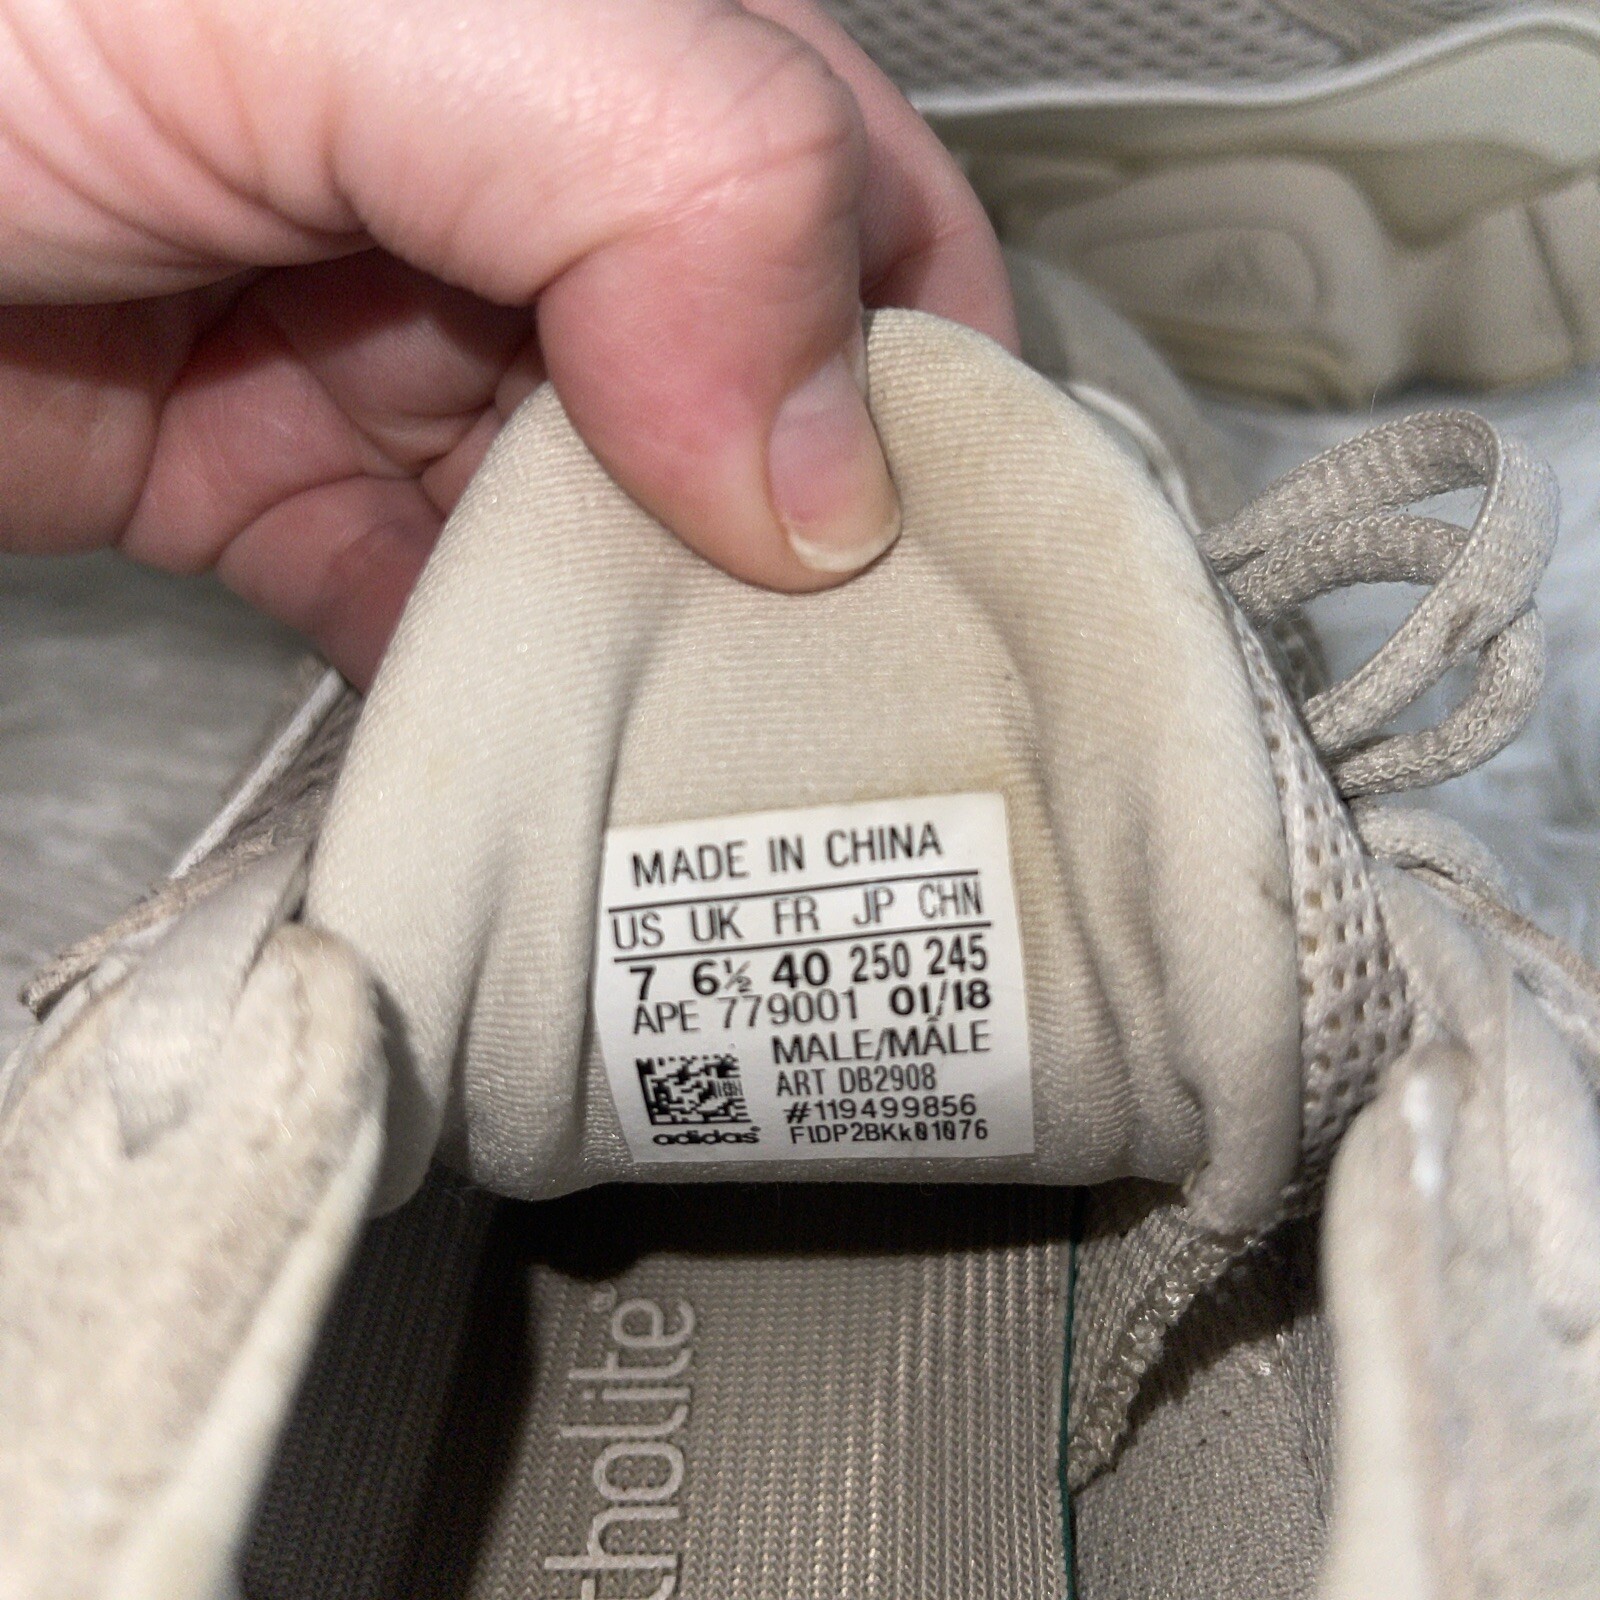 MADE IN CHINA
US UK FR JP CHN
7 6½ 40 250 245
APE 779001 01/18
MALE/MÂLE
ART DB2908
#119499856
adidas® F1DP2BKk01076
tholite®